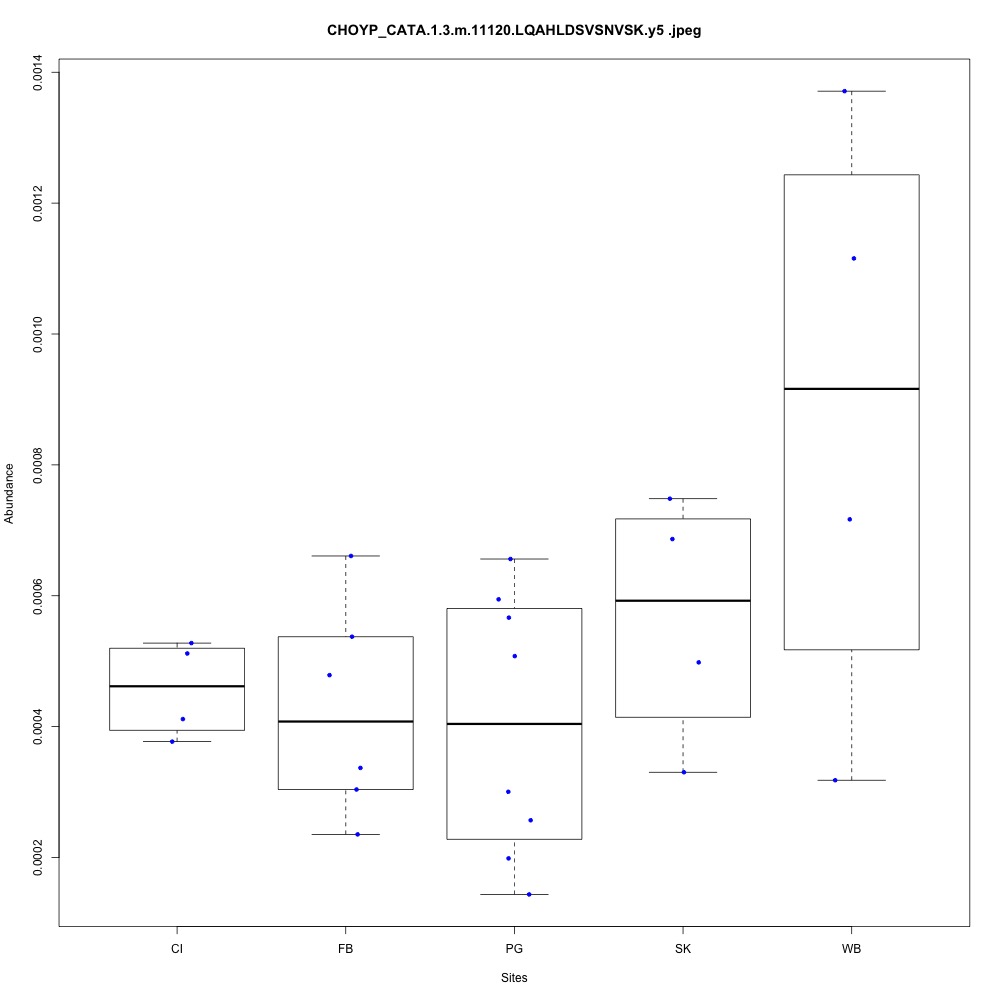 CHOYP_CATA.1.3.m.11120.LQAHLDSVSNVSK.y5 .jpeg
0.0014
0.0012
0.0010
0.0008
0.0006
0.0004
0.0002
Abundance
CI FB PG SK WB
Sites